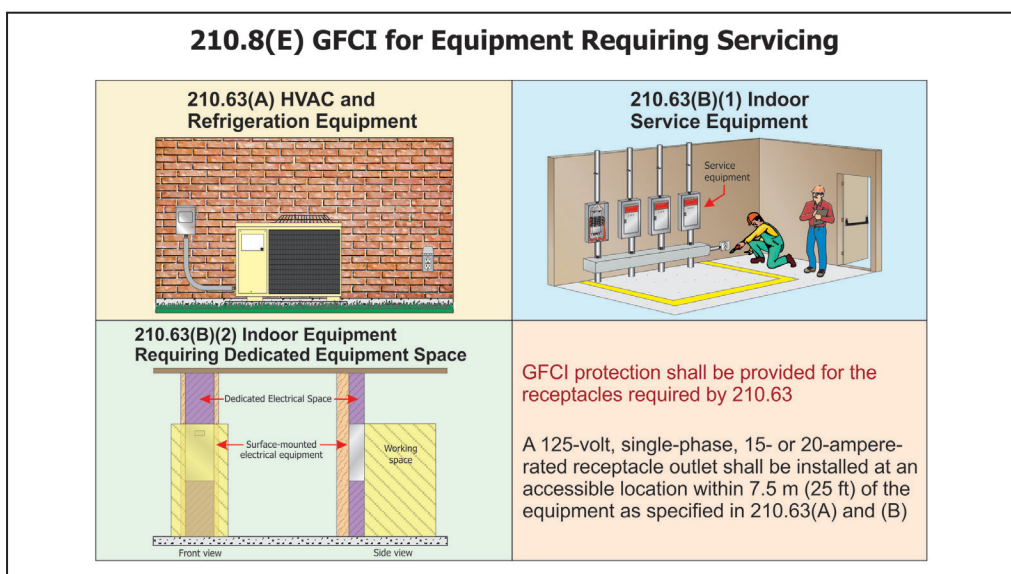 210.8(E) GFCI for Equipment Requiring Servicing
210.63(A) HVAC and
Refrigeration Equipment
210.63(B)(1) Indoor
Service Equipment
Service
equipment
210.63(B)(2) Indoor Equipment
Requiring Dedicated Equipment Space
Dedicated Electrical Space
Surface-mounted
electrical equipment
Working
space
Front view
Side view
GFCI protection shall be provided for the
receptacles required by 210.63
A 125-volt, single-phase, 15- or 20-ampere-
rated receptacle outlet shall be installed at an
accessible location within 7.5 m (25 ft) of the
equipment as specified in 210.63(A) and (B)